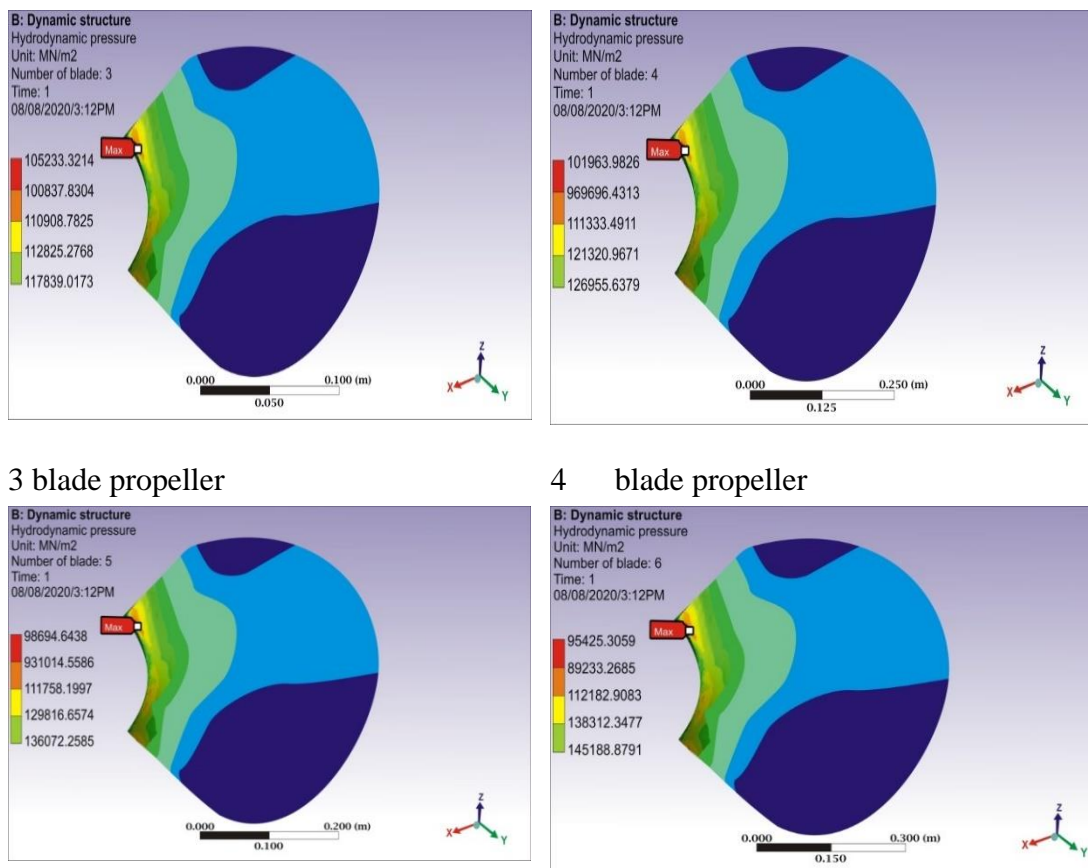 B: Dynamic structure
Hydrodynamic pressure
Unit: MN/m2
Number of blade: 3
Time: 1
08/08/2020/3:12PM
Max
105233.3214
100837.8304
110908.7825
112825.2768
117839.0173
0.000 0.100 (m)
0.050
Z
X
Y
B: Dynamic structure
Hydrodynamic pressure
Unit: MN/m2
Number of blade: 4
Time: 1
08/08/2020/3:12PM
Max
101963.9826
969696.4313
111333.4911
121320.9671
126955.6379
0.000 0.250 (m)
0.125
Z
X
Y
3 blade propeller
4 blade propeller
B: Dynamic structure
Hydrodynamic pressure
Unit: MN/m2
Number of blade: 5
Time: 1
08/08/2020/3:12PM
Max
98694.6438
931014.5586
111758.1997
129816.6574
136072.2585
0.000 0.200 (m)
0.100
Z
X
Y
B: Dynamic structure
Hydrodynamic pressure
Unit: MN/m2
Number of blade: 6
Time: 1
08/08/2020/3:12PM
Max
95425.3059
89233.2685
112182.9083
138312.3477
145188.8791
0.000 0.300 (m)
0.150
Z
X
Y